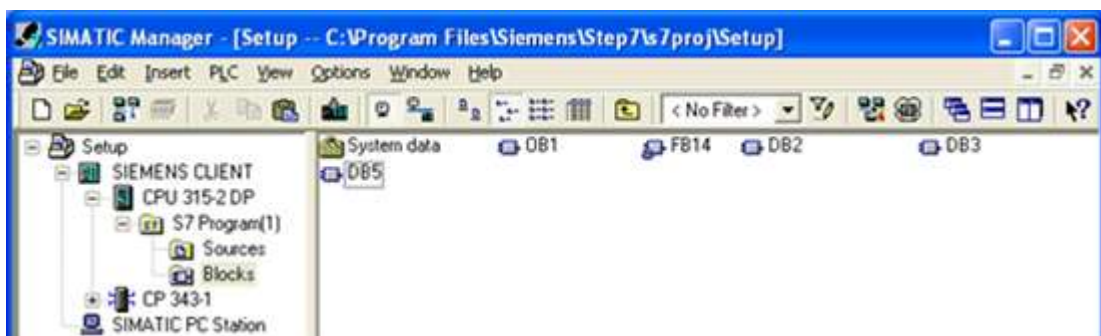 SIMATIC Manager - [Setup -- C:\Program Files\Siemens\Step7\s7proj\Setup]
File Edit Insert PLC View Options Window Help
< No Filter >
Setup
SIEMENS CLIENT
CPU 315-2 DP
S7 Program(1)
Sources
Blocks
CP 343-1
SIMATIC PC Station
System data OB1 FB14 DB2 DB3
DB5